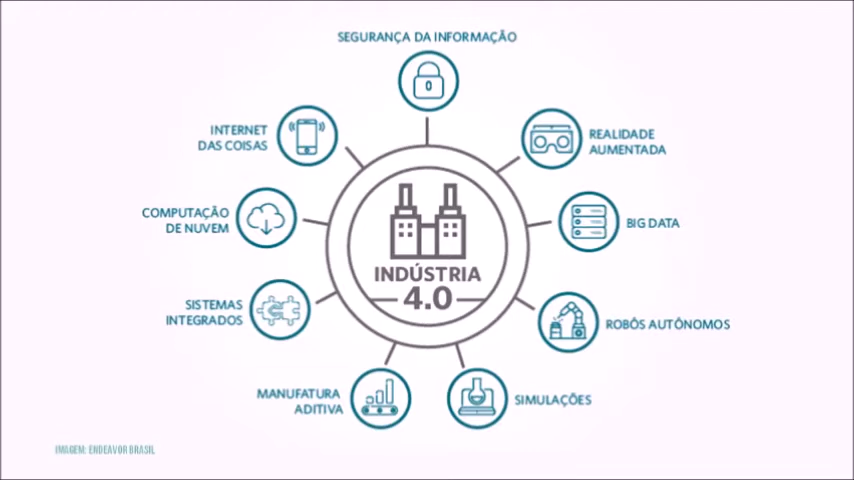 SEGURANÇA DA INFORMAÇÃO
INTERNET
DAS COISAS
REALIDADE
AUMENTADA
COMPUTAÇÃO
DE NUVEM
BIG DATA
INDÚSTRIA
4.0
SISTEMAS
INTEGRADOS
ROBÔS AUTÔNOMOS
MANUFATURA
ADITIVA
SIMULAÇÕES
IMAGEM: ENDEAVOR BRASIL